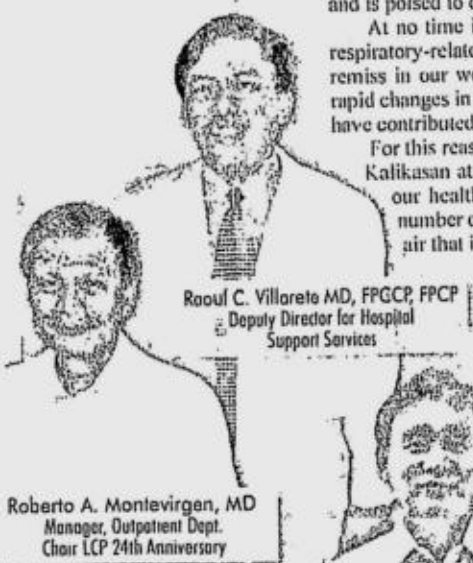 and is poised to
At no time
respiratory-relate
remiss in our
rapid changes in
have contributed
For this reas
Kalikasan at
our healt
number
air that i
Raoul C. Villarete MD, FPGCP, FPCP
Deputy Director for Hospital
Support Services
Roberto A. Montevirgen, MD
Manager, Outpatient Dept.
Chair LCP 24th Anniversary